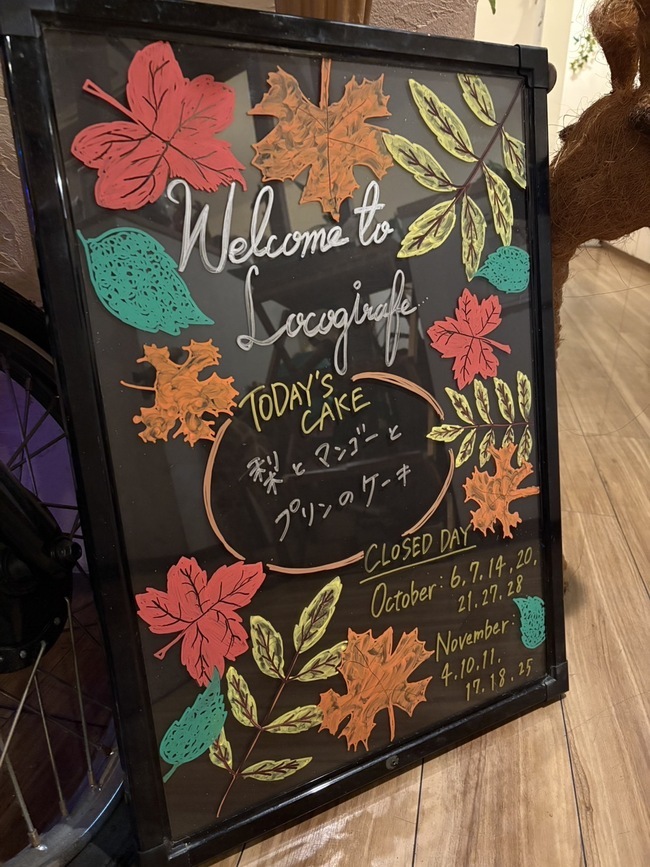 Welcome to
Locogirafe...
TODAY'S
CAKE
梨とマンゴーと
プリンのケーキ
CLOSED DAY
October: 6, 7, 14, 20,
21. 27. 28
November:
4. 10. 11.
17. 18. 25